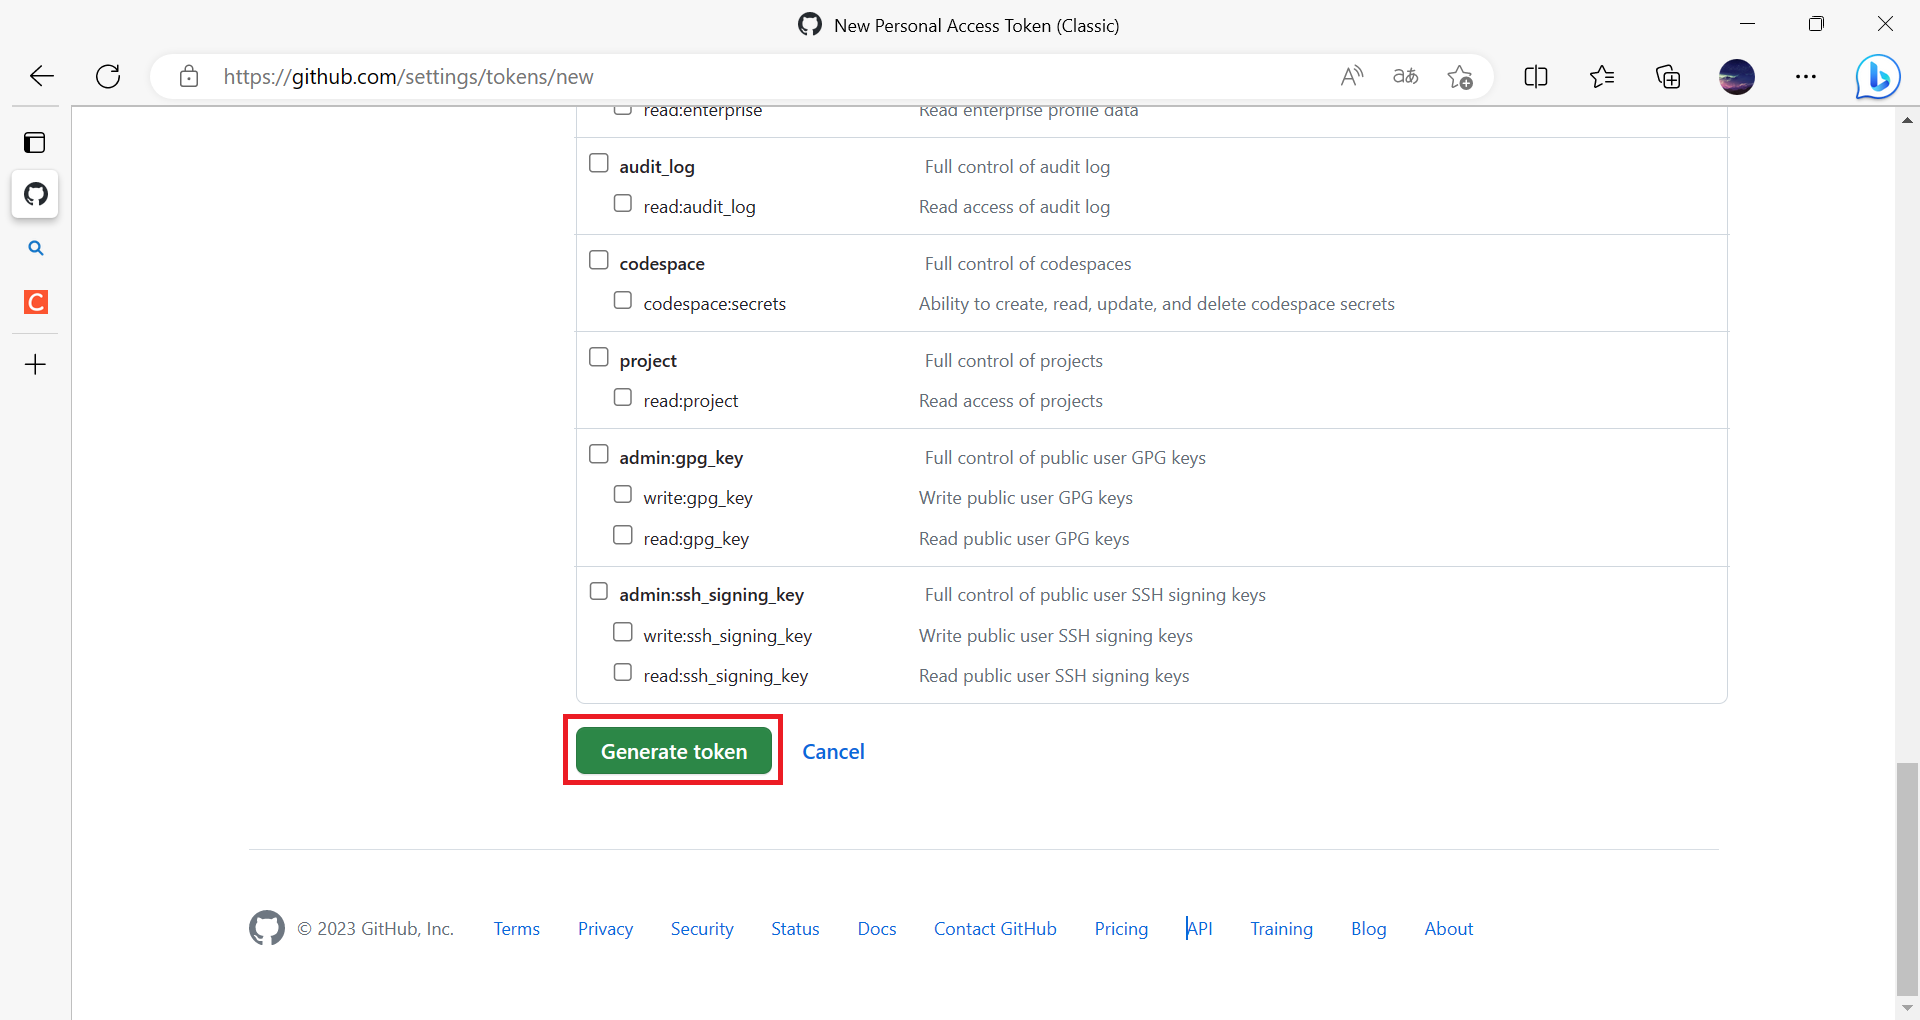 New Personal Access Token (Classic)
https://github.com/settings/tokens/new
read:enterprise Read enterprise profile data
audit_log Full control of audit log
read:audit_log Read access of audit log
codespace Full control of codespaces
codespace:secrets Ability to create, read, update, and delete codespace secrets
project Full control of projects
read:project Read access of projects
admin:gpg_key Full control of public user GPG keys
write:gpg_key Write public user GPG keys
read:gpg_key Read public user GPG keys
admin:ssh_signing_key Full control of public user SSH signing keys
write:ssh_signing_key Write public user SSH signing keys
read:ssh_signing_key Read public user SSH signing keys
Generate token Cancel
© 2023 GitHub, Inc. Terms Privacy Security Status Docs Contact GitHub Pricing API Training Blog About